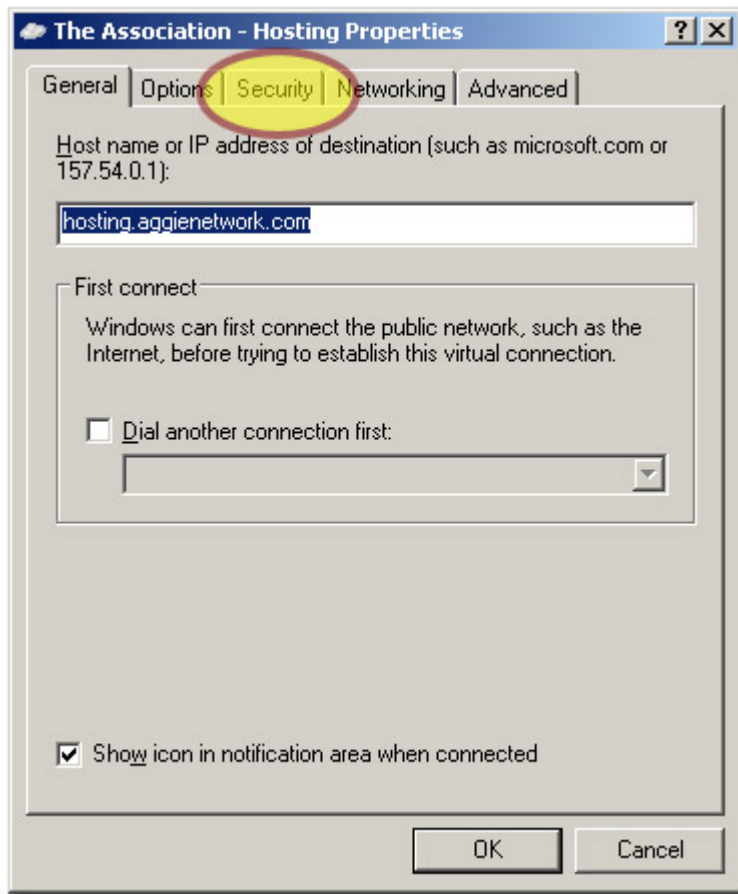 The Association - Hosting Properties
General Options Security Networking Advanced
Host name or IP address of destination (such as microsoft.com or
157.54.0.1):
hosting.aggienetwork.com
First connect
Windows can first connect the public network, such as the
Internet, before trying to establish this virtual connection.
Dial another connection first:
Show icon in notification area when connected
OK Cancel